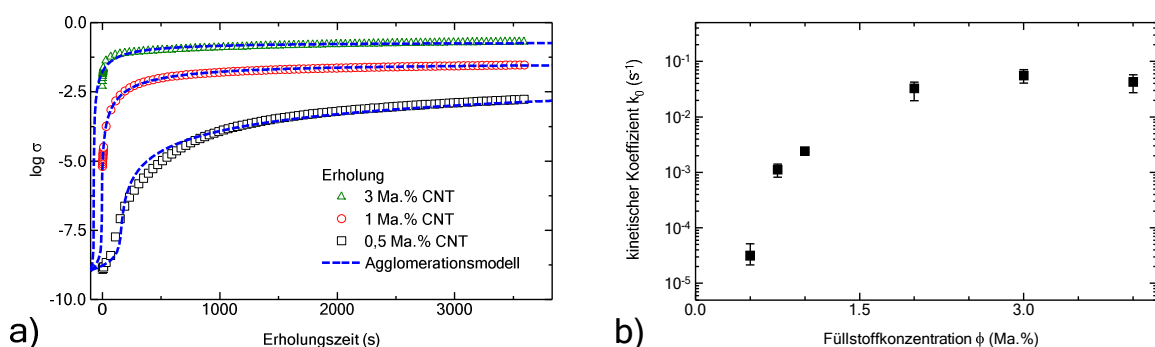 0.0
-2.5
-5.0
-7.5
-10.0
log σ
0
1000
2000
3000
Erholungszeit (s)
Erholung
3 Ma.% CNT
1 Ma.% CNT
0,5 Ma.% CNT
Agglomerationsmodell
a)
10⁻¹
10⁻²
10⁻³
10⁻⁴
10⁻⁵
kinetischer Koeffizient k₀ (s⁻¹)
0.0
1.5
3.0
Füllstoffkonzentration ϕ (Ma.%)
b)